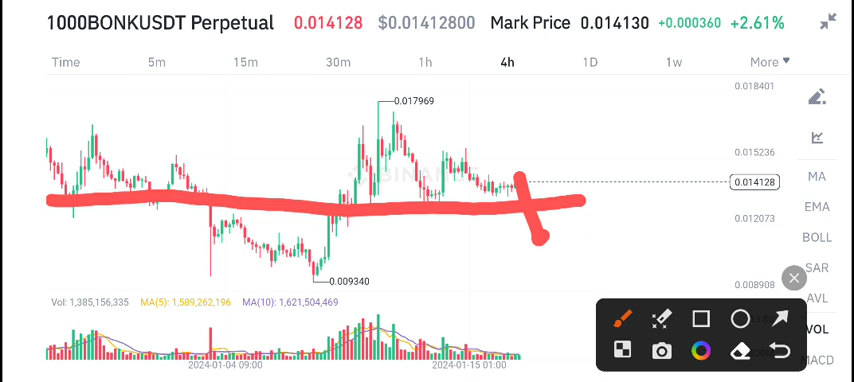 1000BONKUSDT Perpetual 0.014128 $0.01412800 Mark Price 0.014130 +0.000360 +2.61%
Time 5m 15m 30m 1h 4h 1D 1w More
0.018401
0.017969
0.015236
MA
0.014128
EMA
0.012073
BOLL
SAR
0.009340
0.008908
AVL
Vol: 1,385,156,335 MA(5): 1,589,262,196 MA(10): 1,621,504,469
VOL
MACD
2024-01-04 09:00 2024-01-15 01:00